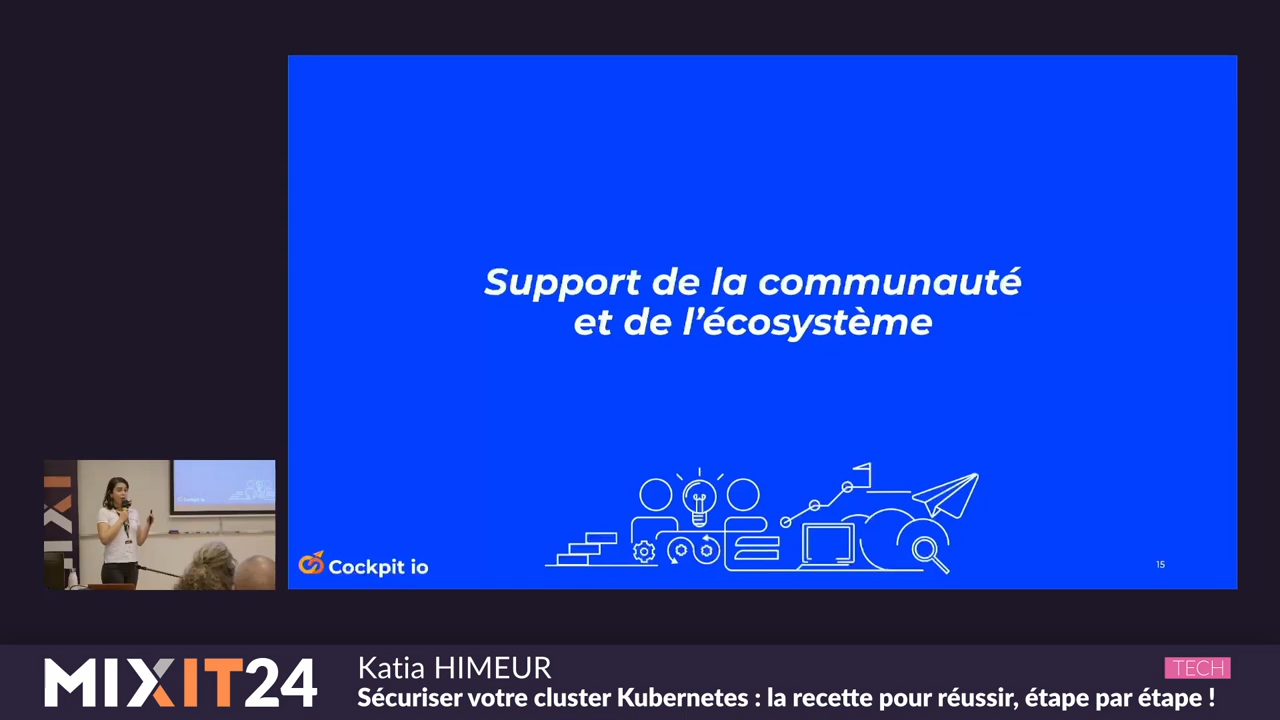 Support de la communauté
et de l’écosystème
Cockpit io
15
MIXIT24
Katia HIMEUR
TECH
Sécuriser votre cluster Kubernetes : la recette pour réussir, étape par étape !